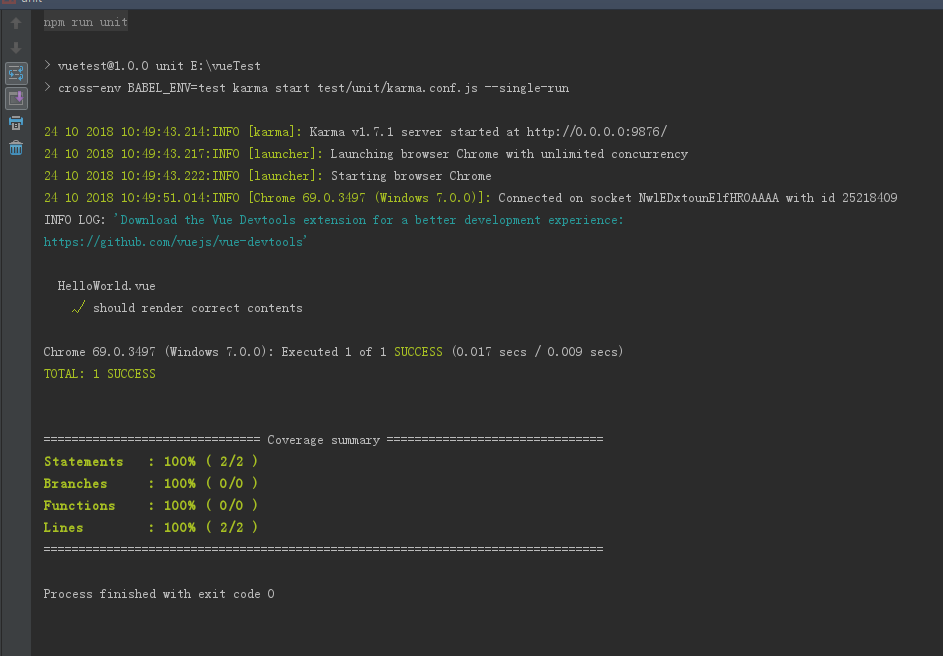 npm run unit
> vuetest@1.0.0 unit E:\vueTest
> cross-env BABEL_ENV=test karma start test/unit/karma.conf.js --single-run
24 10 2018 10:49:43.214:INFO [karma]: Karma v1.7.1 server started at http://0.0.0.0:9876/
24 10 2018 10:49:43.217:INFO [launcher]: Launching browser Chrome with unlimited concurrency
24 10 2018 10:49:43.222:INFO [launcher]: Starting browser Chrome
24 10 2018 10:49:51.014:INFO [Chrome 69.0.3497 (Windows 7.0.0)]: Connected on socket NwlEDxtounElfHROAAAA with id 25218409
INFO LOG: 'Download the Vue Devtools extension for a better development experience:
https://github.com/vuejs/vue-devtools'
HelloWorld.vue
√ should render correct contents
Chrome 69.0.3497 (Windows 7.0.0): Executed 1 of 1 SUCCESS (0.017 secs / 0.009 secs)
TOTAL: 1 SUCCESS
=============================== Coverage summary ===============================
Statements   : 100% ( 2/2 )
Branches     : 100% ( 0/0 )
Functions    : 100% ( 0/0 )
Lines        : 100% ( 2/2 )
================================================================================
Process finished with exit code 0